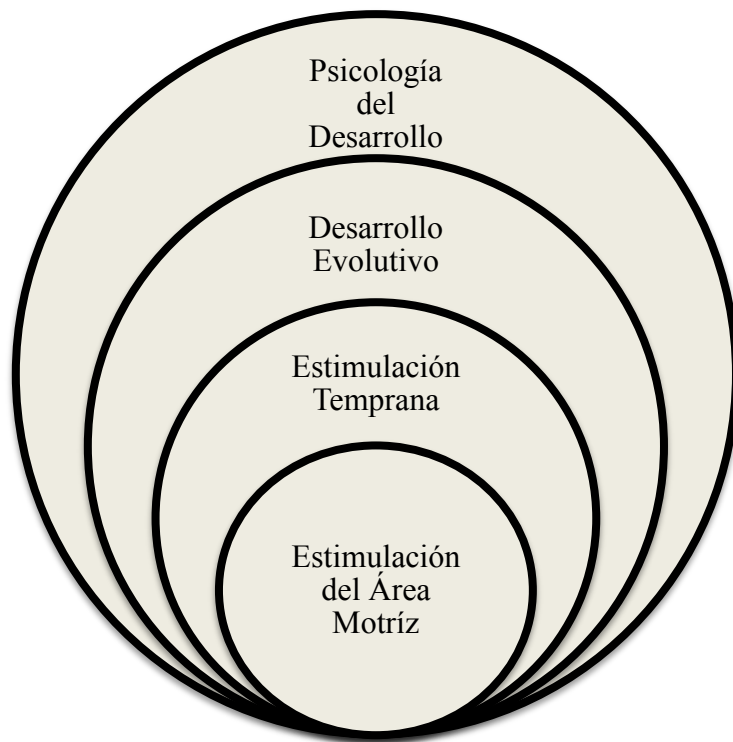 Psicología
del
Desarrollo
Desarrollo
Evolutivo
Estimulación
Temprana
Estimulación
del Área
Motríz